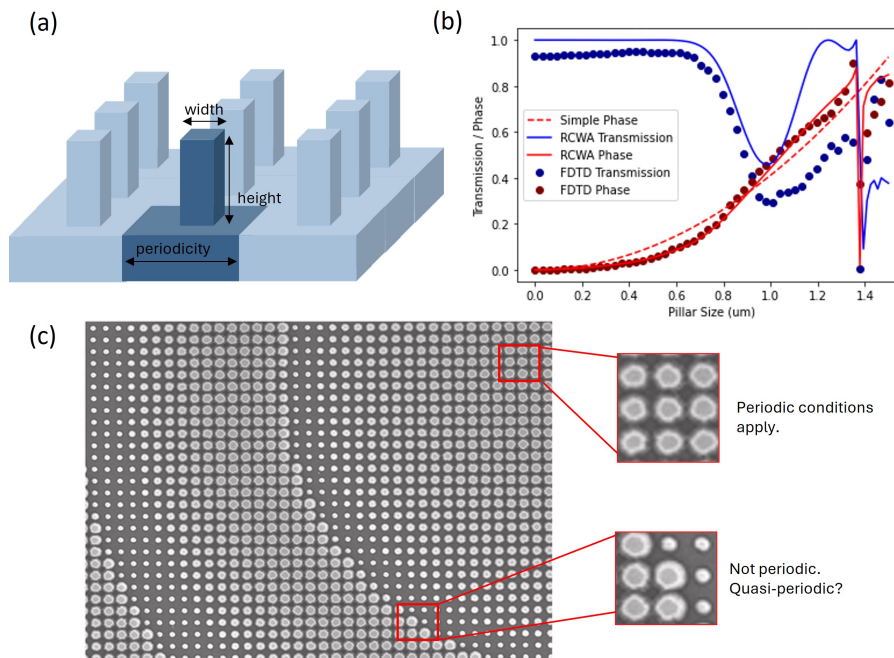 (a)
width
height
periodicity
(b)
Transmission / Phase
1.0
0.8
0.6
0.4
0.2
0.0
Simple Phase
RCWA Transmission
RCWA Phase
FDTD Transmission
FDTD Phase
0.0 0.2 0.4 0.6 0.8 1.0 1.2 1.4
Pillar Size (um)
(c)
Periodic conditions
apply.
Not periodic.
Quasi-periodic?